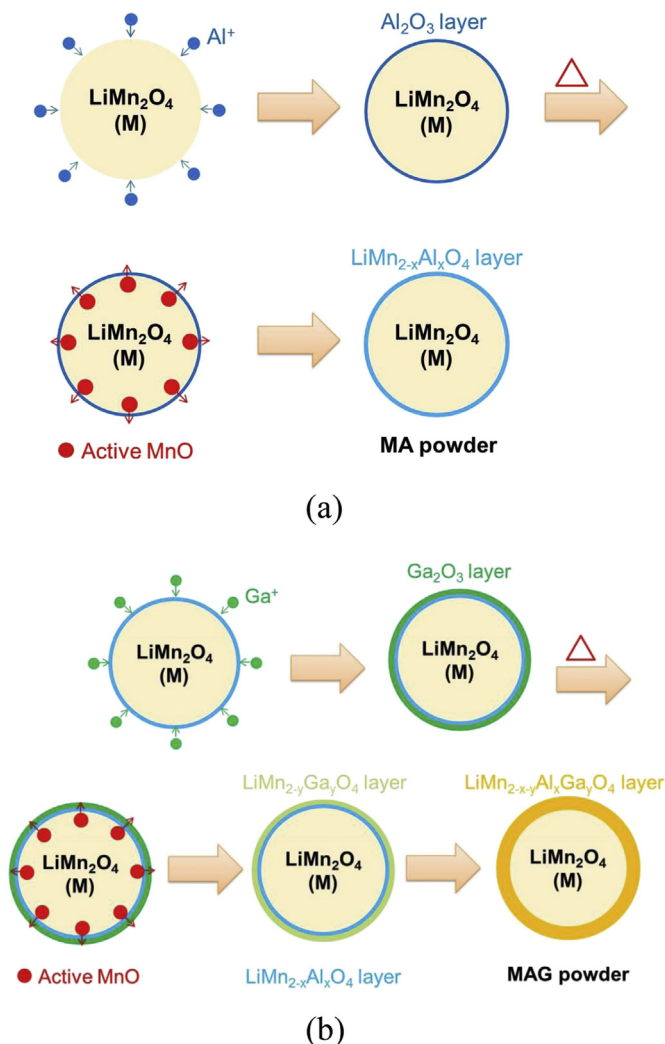 Al⁺
LiMn₂O₄
(M)
Al₂O₃ layer
LiMn₂O₄
(M)
LiMn₂O₄
(M)
Active MnO
LiMn₂₋ₓAlₓO₄ layer
LiMn₂O₄
(M)
MA powder
(a)
Ga⁺
LiMn₂O₄
(M)
Ga₂O₃ layer
LiMn₂O₄
(M)
LiMn₂O₄
(M)
Active MnO
LiMn₂₋yGayO₄ layer
LiMn₂O₄
(M)
LiMn₂₋ₓAlₓO₄ layer
LiMn₂₋ₓ₋yAlₓGayO₄ layer
LiMn₂O₄
(M)
MAG powder
(b)